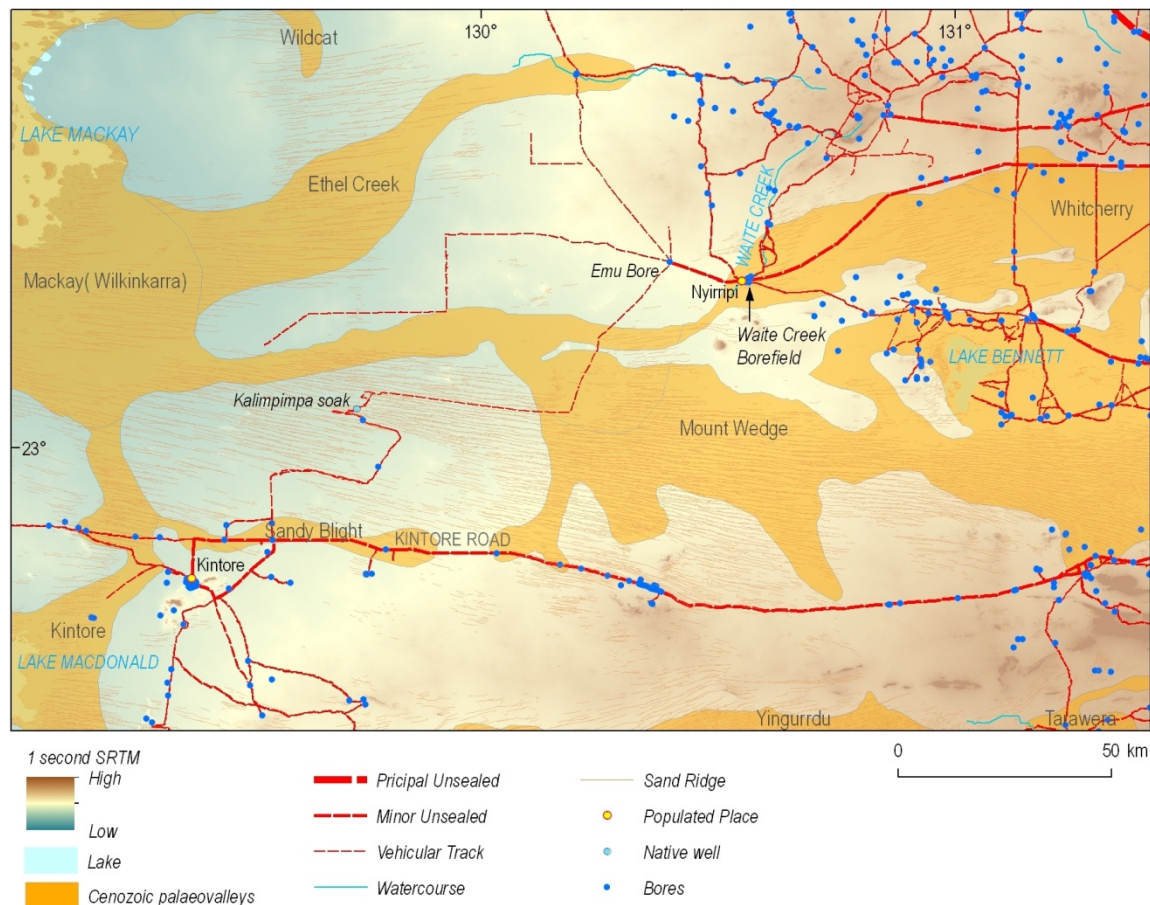 130°
131°
Wildcat
LAKE MACKAY
Ethel Creek
WAITE CREEK
Whitcherry
Mackay( Wilkinkarra)
Emu Bore
Nyirripi
Waite Creek
Borefield
LAKE BENNETT
Kalimpimpa soak
Mount Wedge
23°
Sandy Blight
KINTORE ROAD
Kintore
Kintore
LAKE MACDONALD
Yingurrdu
Tarawera
1 second SRTM
High
Low
Lake
Cenozoic palaeovalleys
Pricipal Unsealed
Minor Unsealed
Vehicular Track
Watercourse
Sand Ridge
Populated Place
Native well
Bores
0 50 km